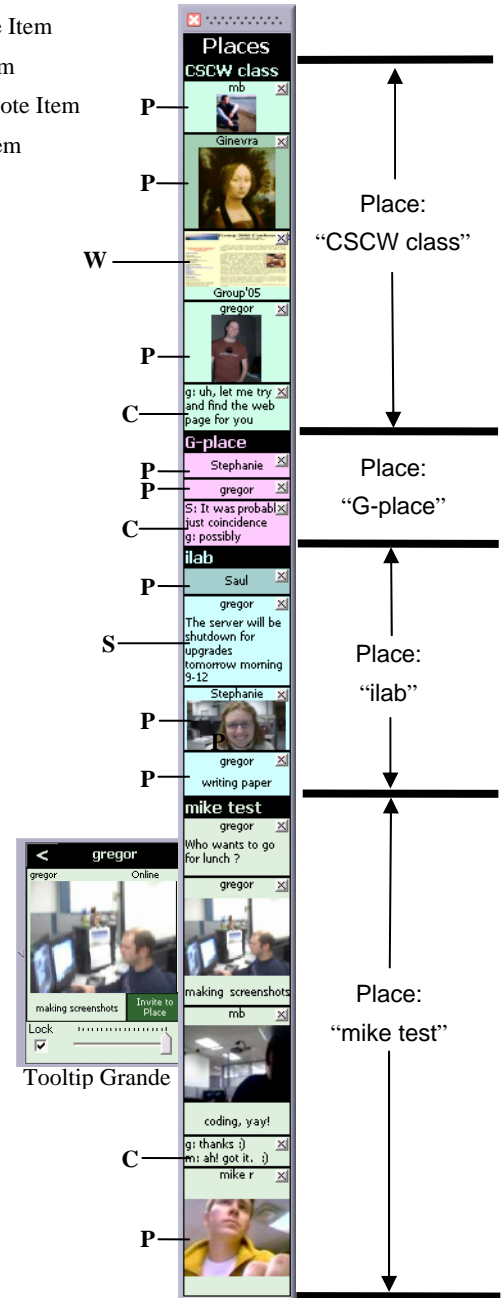 e Item
m
ote Item
em
Places
CSCW class
mb
P
Ginevra
P
W
Group'05
gregor
P
g: uh, let me try
and find the web
page for you
C
G-place
P
Stephanie
P
gregor
S: It was probabl
just coincidence
g: possibly
C
ilab
P
Saul
gregor
The server will be
shutdown for
upgrades
tomorrow morning
9-12
S
Stephanie
P
P
gregor
P
writing paper
mike test
gregor
Who wants to go
for lunch ?
gregor
making screenshots
mb
coding, yay!
g: thanks :)
m: ah! got it. :)
C
mike r
P
< gregor
gregor Online
making screenshots
Invite to
Place
Lock
Tooltip Grande
Place:
“CSCW class”
Place:
“G-place”
Place:
“ilab”
Place:
“mike test”